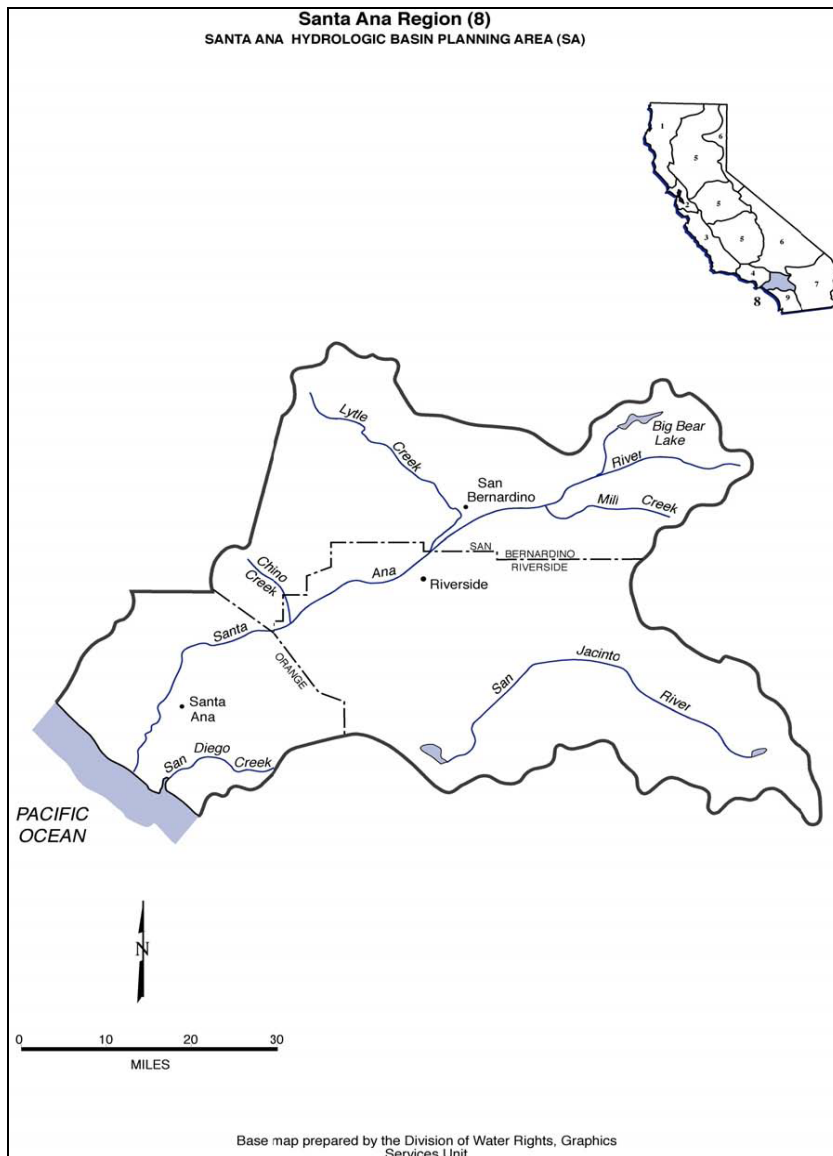 Santa Ana Region (8)
SANTA ANA HYDROLOGIC BASIN PLANNING AREA (SA)
1
6
5
2
5
3
5
6
4
7
8
9
Lytle
Creek
Big Bear
Lake
River
San
Bernardino
Mili Creek
SAN BERNARDINO
RIVERSIDE
Chino
Creek
Ana
Riverside
Santa
ORANGE
Jacinto
San
River
Santa
Ana
San Diego Creek
PACIFIC
OCEAN
N
0 10 20 30
MILES
Base map prepared by the Division of Water Rights, Graphics
Services Unit